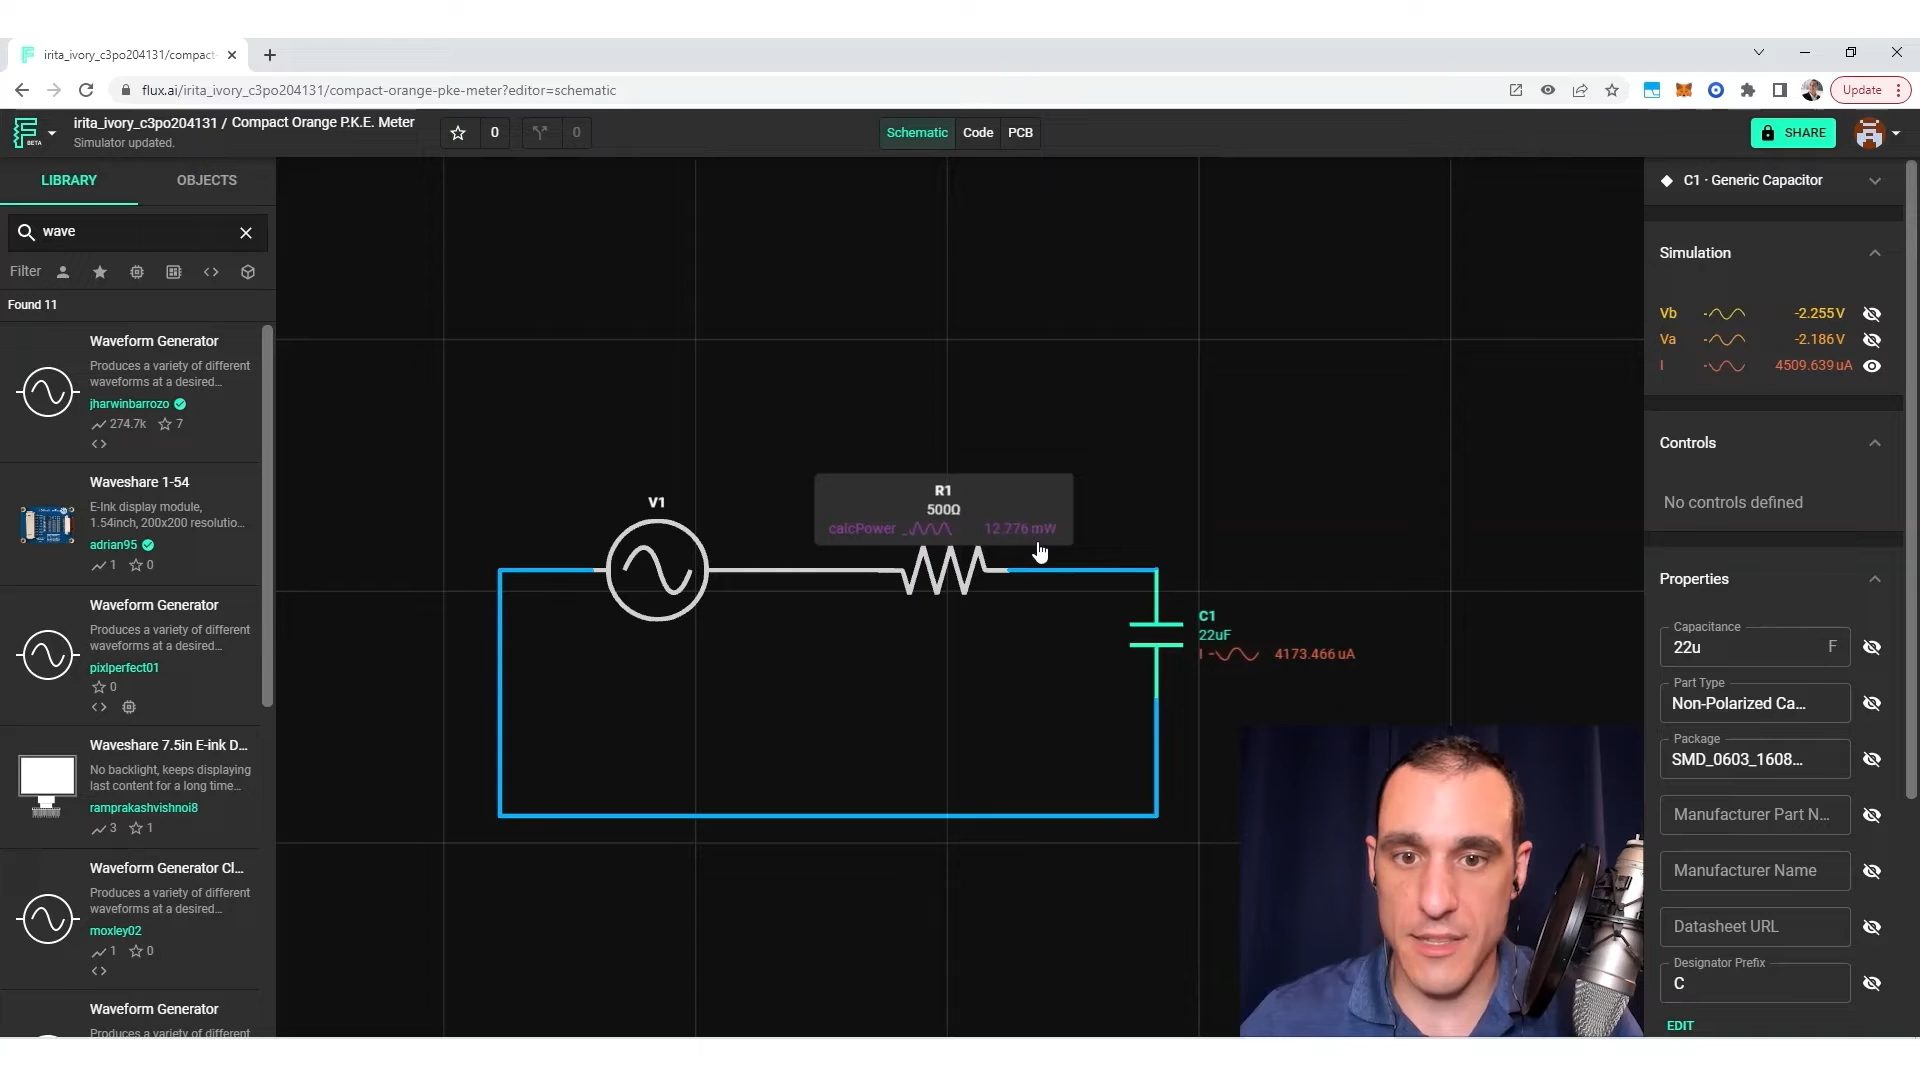 irita_ivory_c3po204131/compact-
flux.ai/irita_ivory_c3po204131/compact-orange-pke-meter?editor=schematic
Update
BETA
irita_ivory_c3po204131 / Compact Orange P.K.E. Meter
Simulator updated.
0
0
Schematic
Code
PCB
SHARE
LIBRARY
OBJECTS
wave
Filter
Found 11
Waveform Generator
Produces a variety of different
waveforms at a desired...
jharwinbarrozo
274.7k
7
Waveshare 1-54
E-Ink display module,
1.54inch, 200x200 resolutio...
adrian95
1
0
Waveform Generator
Produces a variety of different
waveforms at a desired...
pixlperfect01
0
Waveshare 7.5in E-ink D...
No backlight, keeps displaying
last content for a long time...
ramprakashvishnoi8
3
1
Waveform Generator Cl...
Produces a variety of different
waveforms at a desired...
moxley02
1
0
Waveform Generator
Produces a variety of different
V1
R1
500Ω
calcPower
12.776 mW
C1
22uF
I
4173.466 uA
C1 · Generic Capacitor
Simulation
Vb
-2.255 V
Va
-2.186 V
I
4509.639 uA
Controls
No controls defined
Properties
Capacitance
22u
F
Part Type
Non-Polarized Ca...
Package
SMD_0603_1608...
Manufacturer Part N...
Manufacturer Name
Datasheet URL
Designator Prefix
C
EDIT